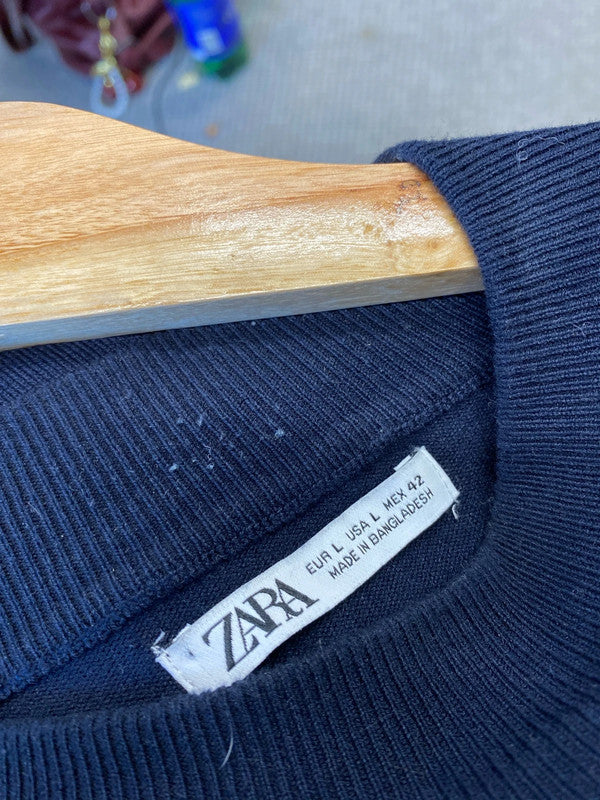 ZARA
EUR L USA L MEX 42
MADE IN BANGLADESH